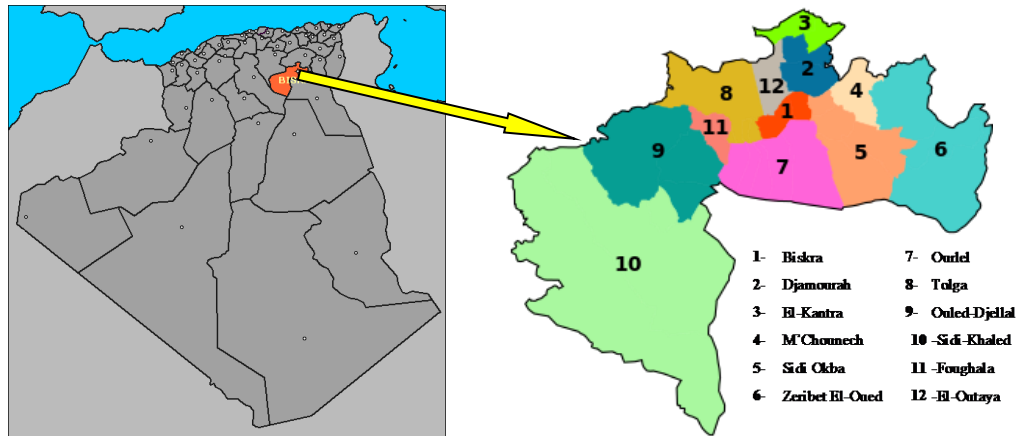 BIS
3
2
12
4
8
1
11
9
5
6
7
10
1- Biskra
2- Djamourah
3- El-Kantra
4- M'Chounech
5- Sidi Okba
6- Zeribet El-Oued
7- Ourlel
8- Tolga
9- Ouled-Djellal
10 -Sidi-Khaled
11 -Foughala
12 -El-Outaya